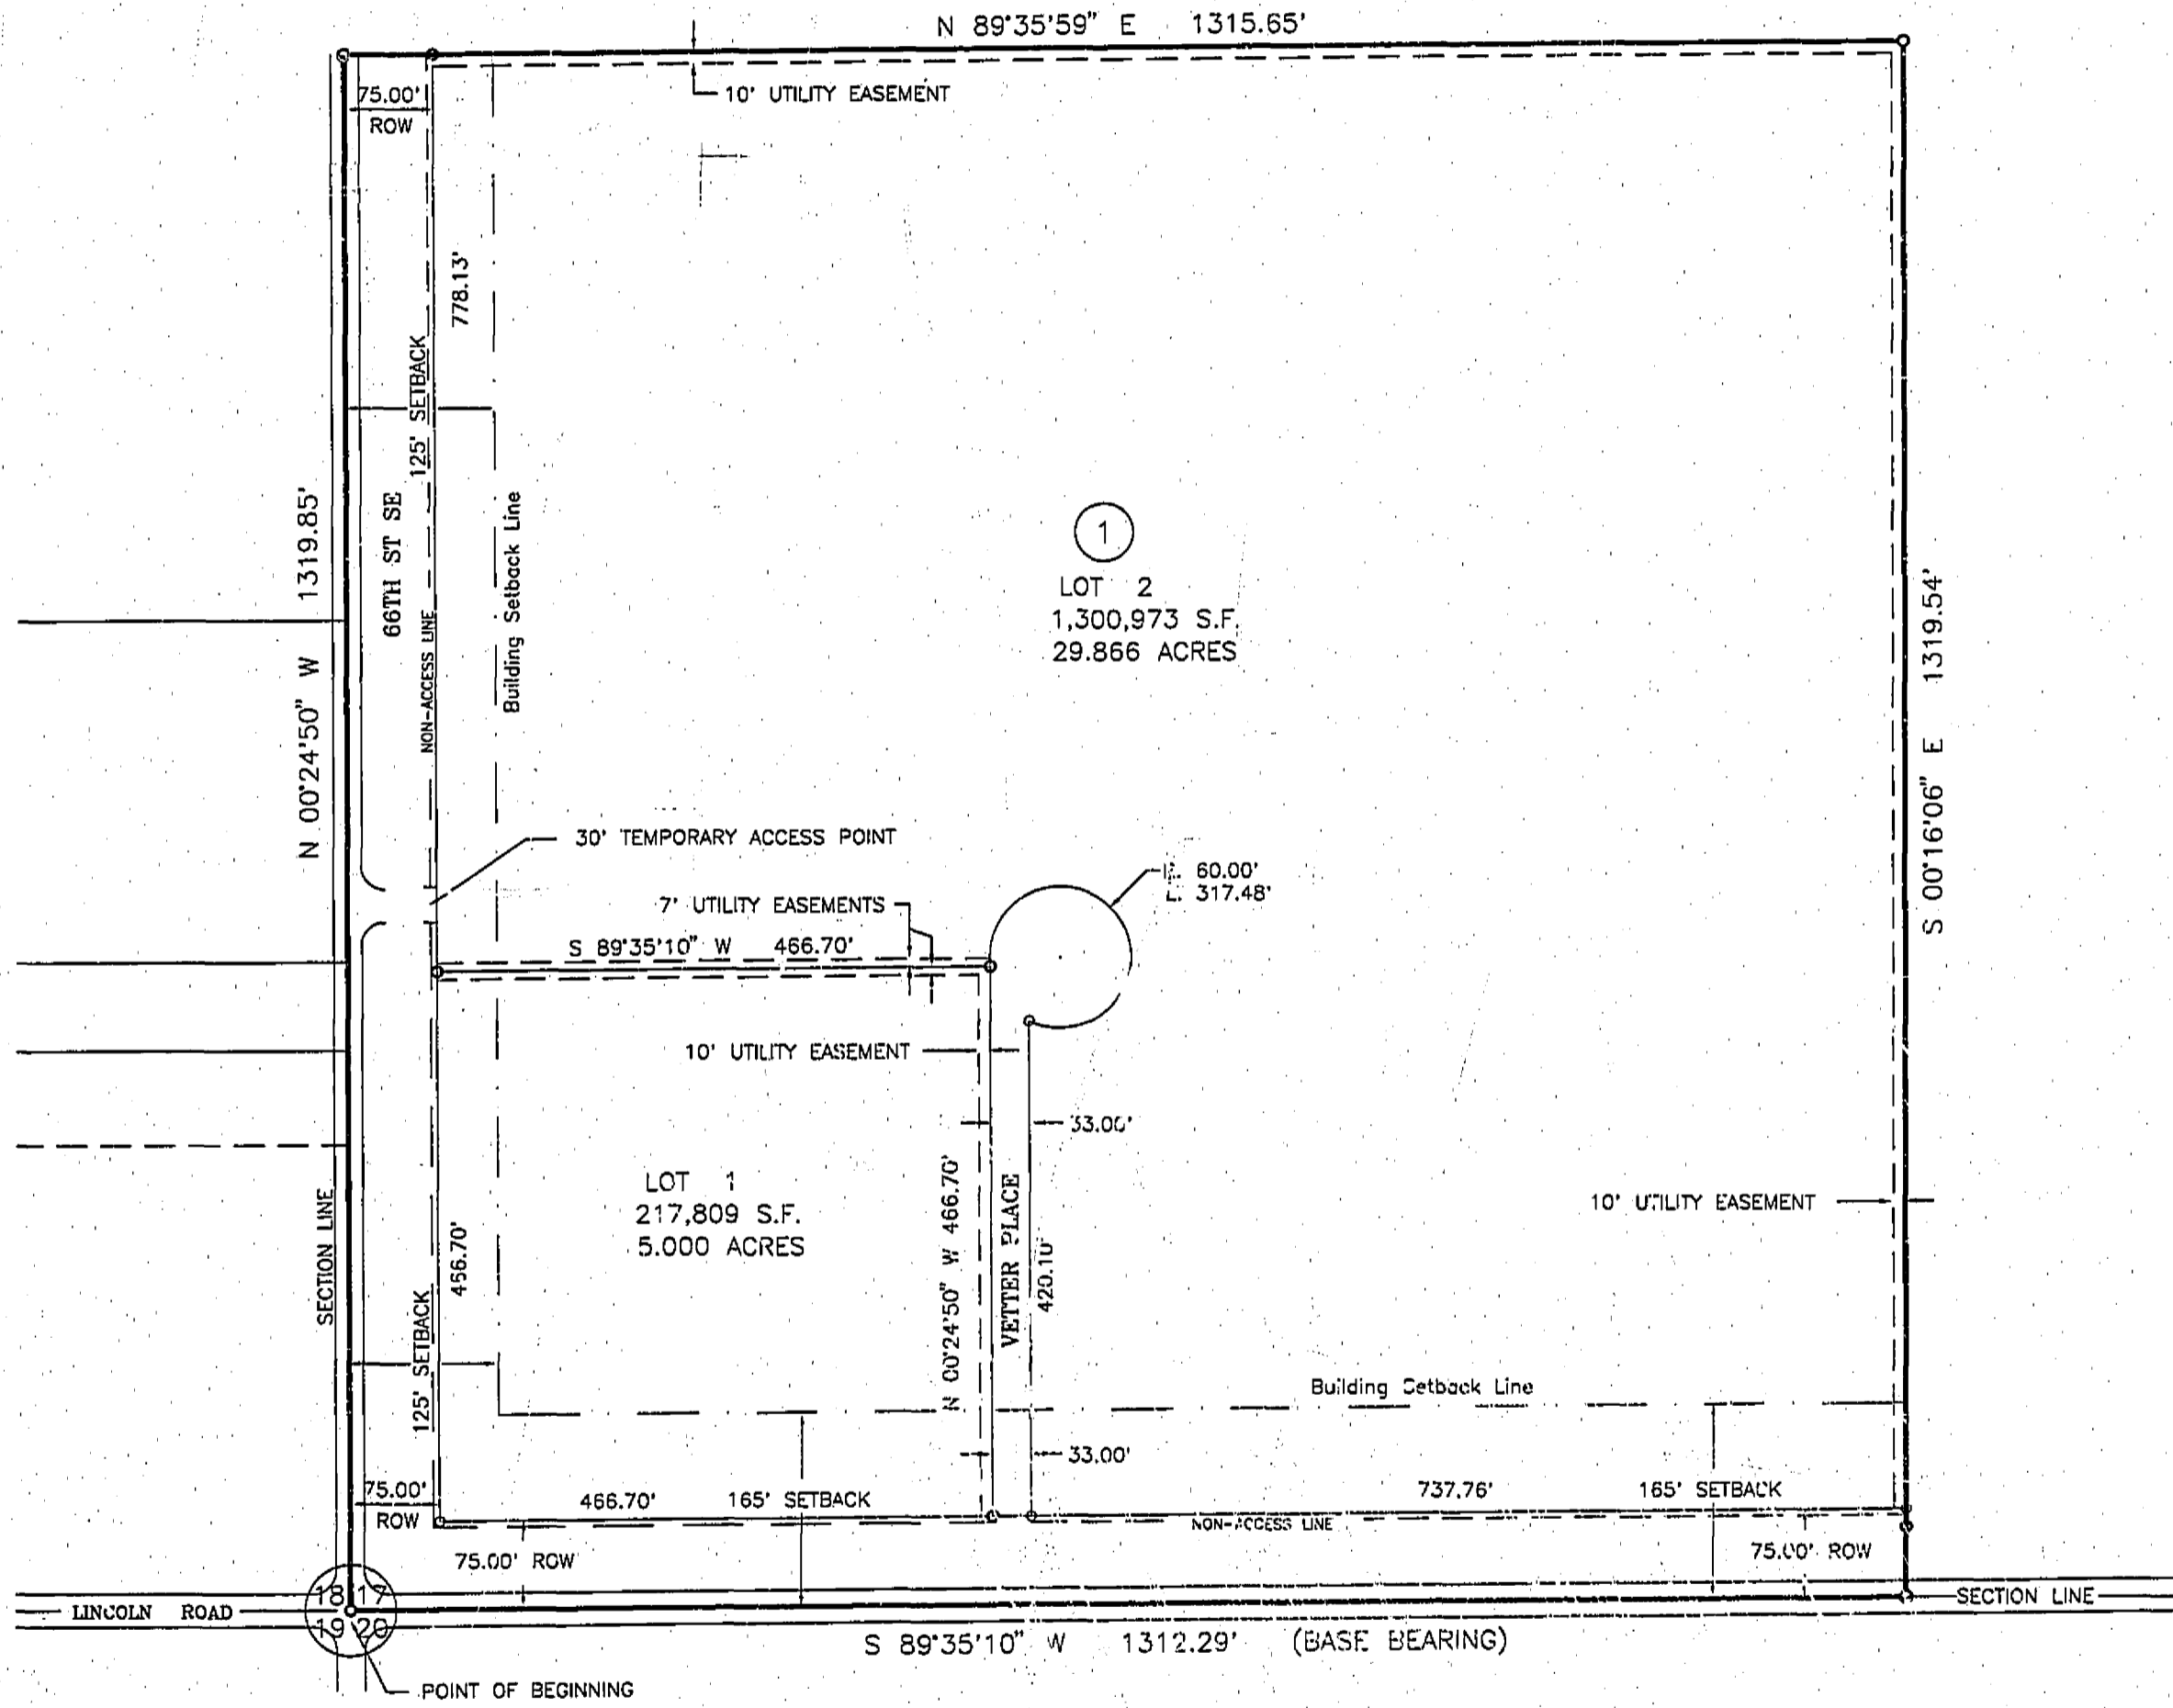 N 89°35'59" E 1315.65'
75.00'
ROW
10' UTILITY EASEMENT
778.13'
125' SETBACK
66TH ST SE
NON-ACCESS LINE
Building Setback Line
N 00°24'50" W 1319.85'
1
LOT 2
1,300,973 S.F.
29.866 ACRES
S 00°16'06" E 1319.54'
30' TEMPORARY ACCESS POINT
60.00'
L: 317.48'
7' UTILITY EASEMENTS
S 89°35'10" W 466.70'
10' UTILITY EASEMENT
33.00'
LOT 1
217,809 S.F.
5.000 ACRES
N 00°24'50" W 466.70'
VETTER PLACE
420.10'
10' UTILITY EASEMENT
SECTION LINE
125' SETBACK
Building Setback Line
33.00'
75.00'
ROW
466.70'
165' SETBACK
737.76'
165' SETBACK
NON-ACCESS LINE
75.00' ROW
75.00' ROW
18 17
19 20
LINCOLN ROAD
SECTION LINE
S 89°35'10" W 1312.29' (BASE BEARING)
POINT OF BEGINNING